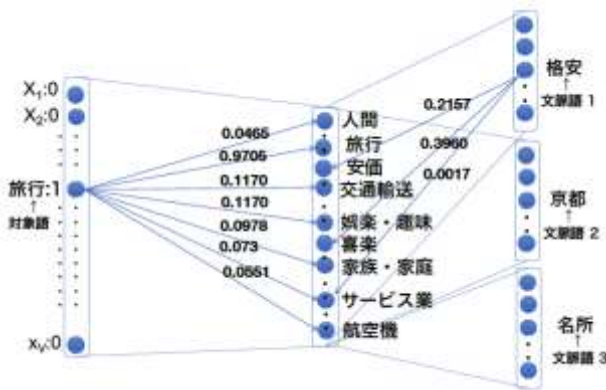 X₁:0
X₂:0
旅行:1
↑
対象語
xᵥ:0
0.0465
0.9705
0.1170
0.1170
0.0978
0.073
0.0551
人間
旅行
安価
交通輸送
娯楽・趣味
喜楽
家族・家庭
サービス業
航空機
0.2157
0.3960
0.0017
格安
↑
文脈語 1
京都
↑
文脈語 2
名所
↑
文脈語 3